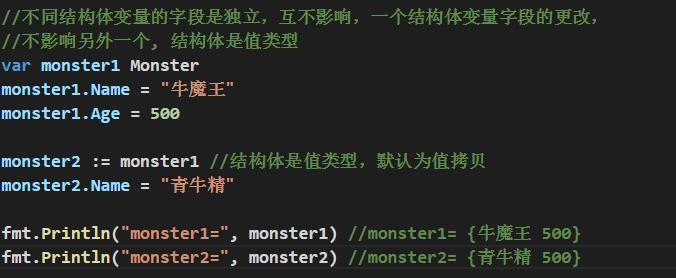 //不同结构体变量的字段是独立，互不影响，一个结构体变量字段的更改，
//不影响另外一个, 结构体是值类型
var monster1 Monster
monster1.Name = "牛魔王"
monster1.Age = 500
monster2 := monster1 //结构体是值类型，默认为值拷贝
monster2.Name = "青牛精"
fmt.Println("monster1=", monster1) //monster1= {牛魔王 500}
fmt.Println("monster2=", monster2) //monster2= {青牛精 500}